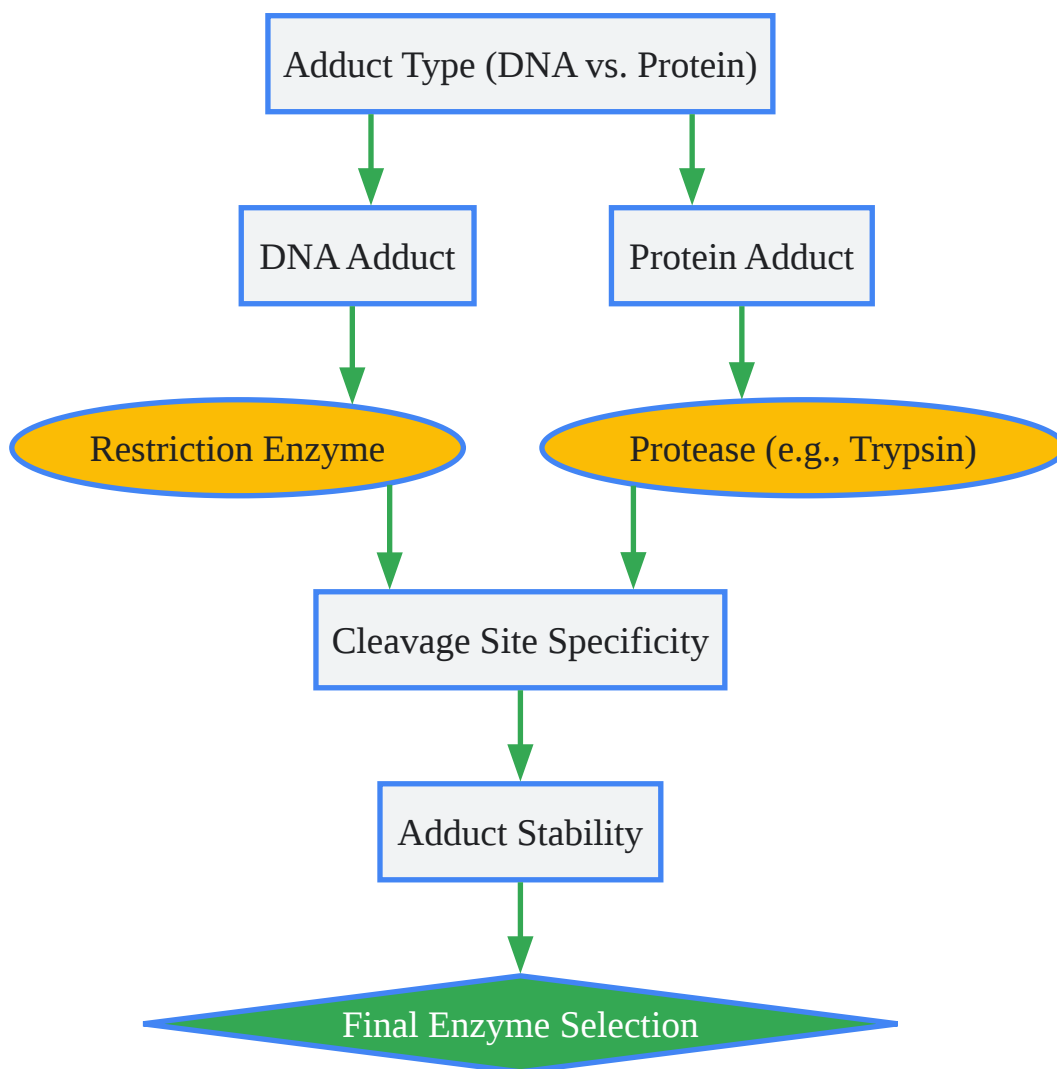 Adduct Type (DNA vs. Protein)
DNA Adduct
Protein Adduct
Restriction Enzyme
Protease (e.g., Trypsin)
Cleavage Site Specificity
Adduct Stability
Final Enzyme Selection